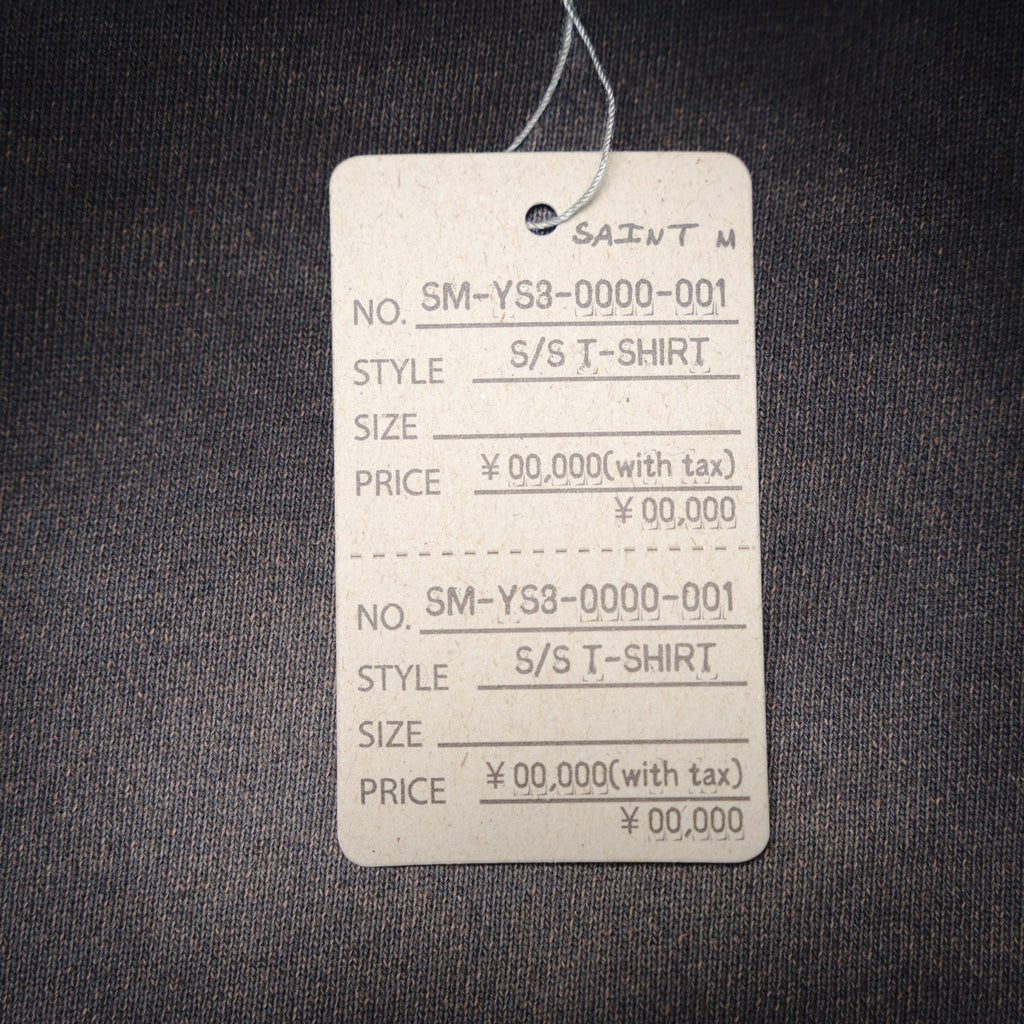 SAINT M
NO. SM-YS3-0000-001
STYLE S/S T-SHIRT
SIZE
PRICE ¥ 00,000(with tax)
¥ 00,000
NO. SM-YS3-0000-001
STYLE S/S T-SHIRT
SIZE
PRICE ¥ 00,000(with tax)
¥ 00,000